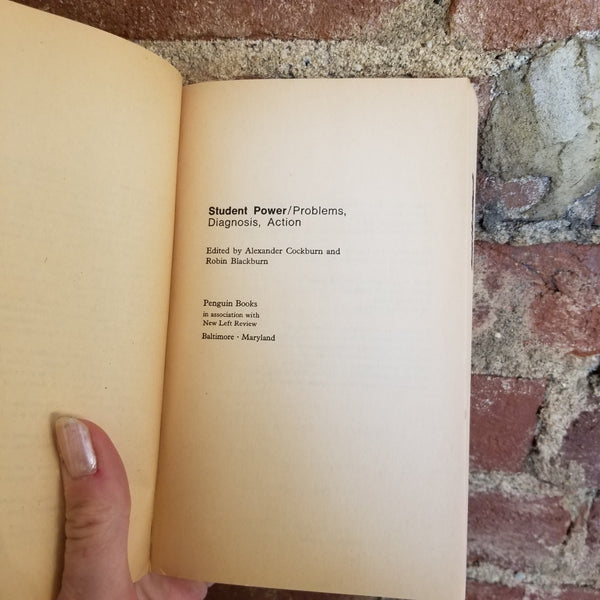 Student Power/Problems,
Diagnosis, Action
Edited by Alexander Cockburn and
Robin Blackburn
Penguin Books
in association with
New Left Review
Baltimore · Maryland